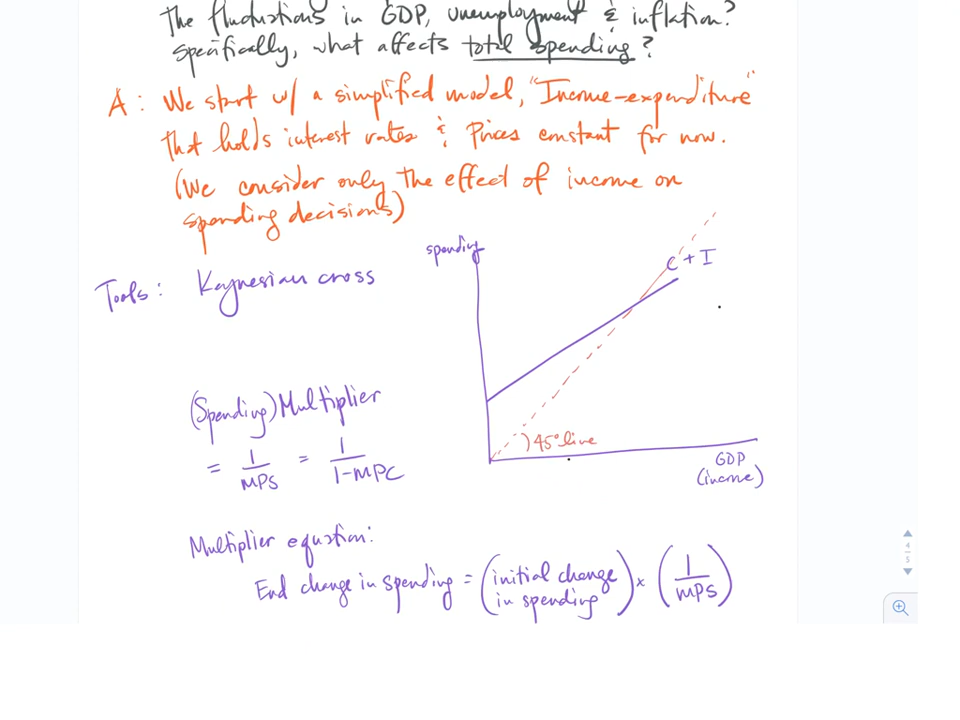 The fluctuations in GDP, unemployment & inflation?
Specifically, what affects total spending?
A: We start w/ a simplified model, "Income-expenditure"
that holds interest rates & Prices constant for now.
(We consider only the effect of income on
spending decisions)
Tools: Keynesian cross
spending
C + I
45° line
GDP
(income)
(Spending) Multiplier
= 1/MPS = 1/1-MPC
Multiplier equation:
End change in spending = (initial change in spending) × (1/MPS)
4/5